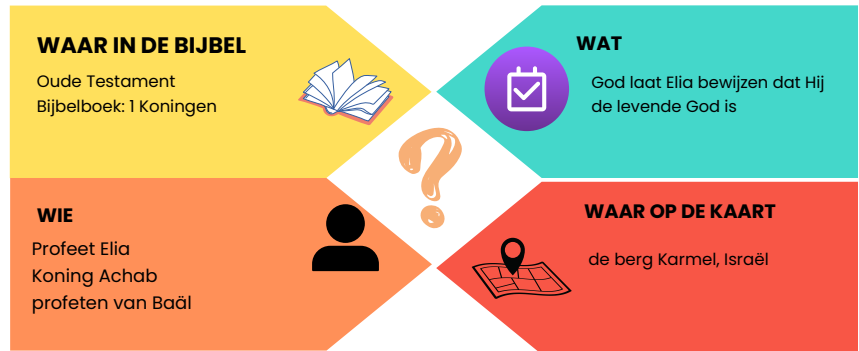 WAAR IN DE BIJBEL
Oude Testament
Bijbelboek: 1 Koningen
WAT
God laat Elia bewijzen dat Hij
de levende God is
?
WIE
Profeet Elia
Koning Achab
profeten van Baäl
WAAR OP DE KAART
de berg Karmel, Israël